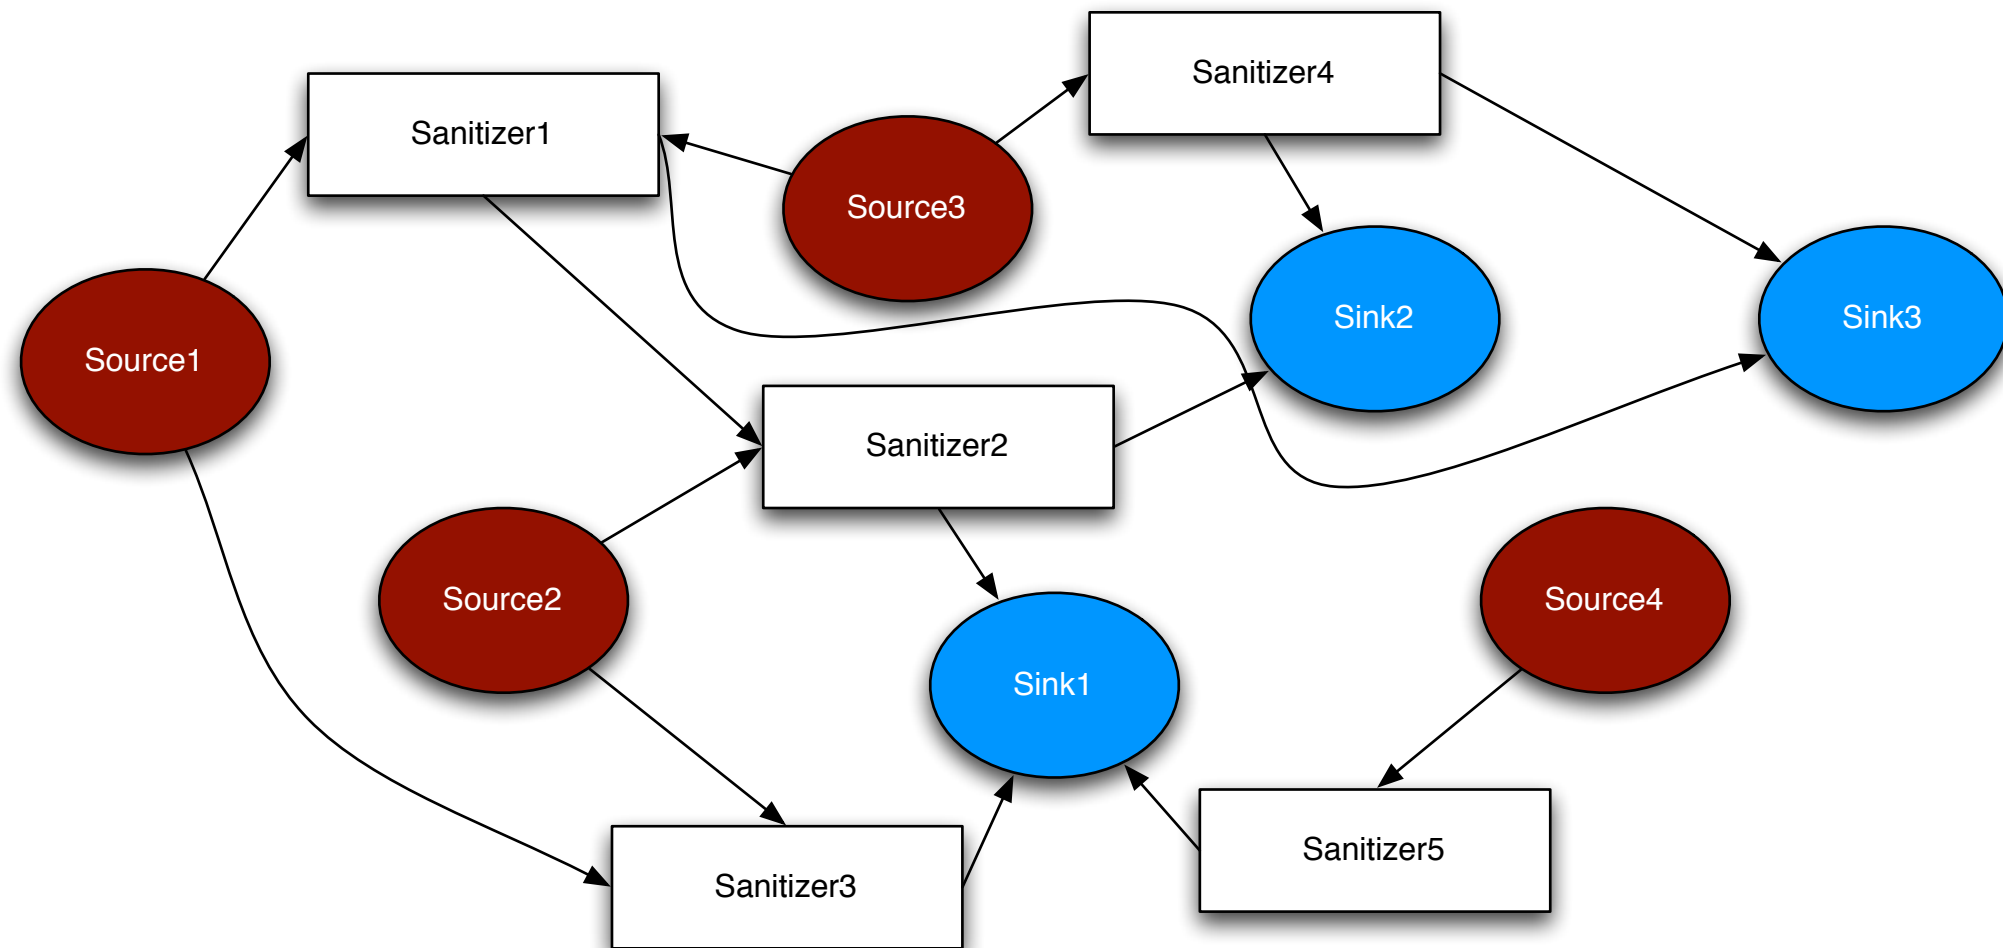 Sanitizer4
Sanitizer1
Source3
Sink2
Sink3
Source1
Sanitizer2
Source2
Source4
Sink1
Sanitizer5
Sanitizer3